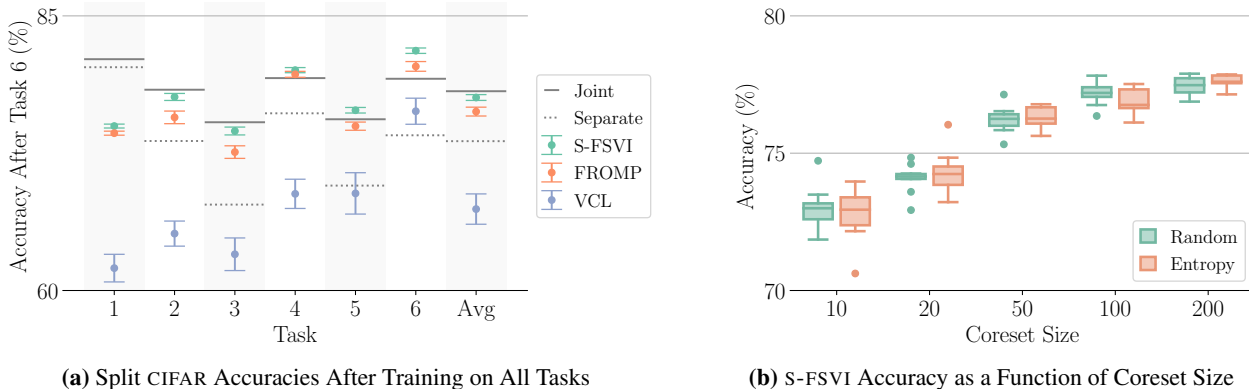 85
60
Accuracy After Task 6 (%)
1 2 3 4 5 6 Avg
Task
Joint
Separate
S-FSVI
FROMP
VCL
(a) Split CIFAR Accuracies After Training on All Tasks
80
75
70
Accuracy (%)
Random
Entropy
10 20 50 100 200
Coreset Size
(b) S-FSVI Accuracy as a Function of Coreset Size